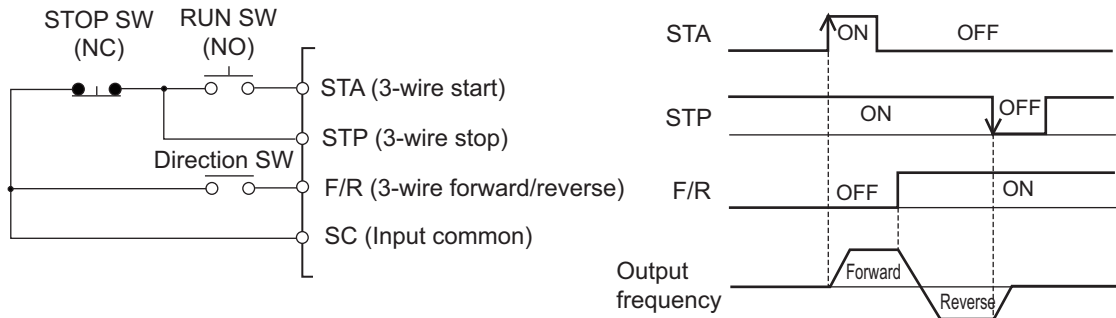 STOP SW
(NC)
RUN SW
(NO)
STA (3-wire start)
STP (3-wire stop)
Direction SW
F/R (3-wire forward/reverse)
SC (Input common)
STA
ON
OFF
STP
ON
OFF
F/R
OFF
ON
Output
frequency
Forward
Reverse